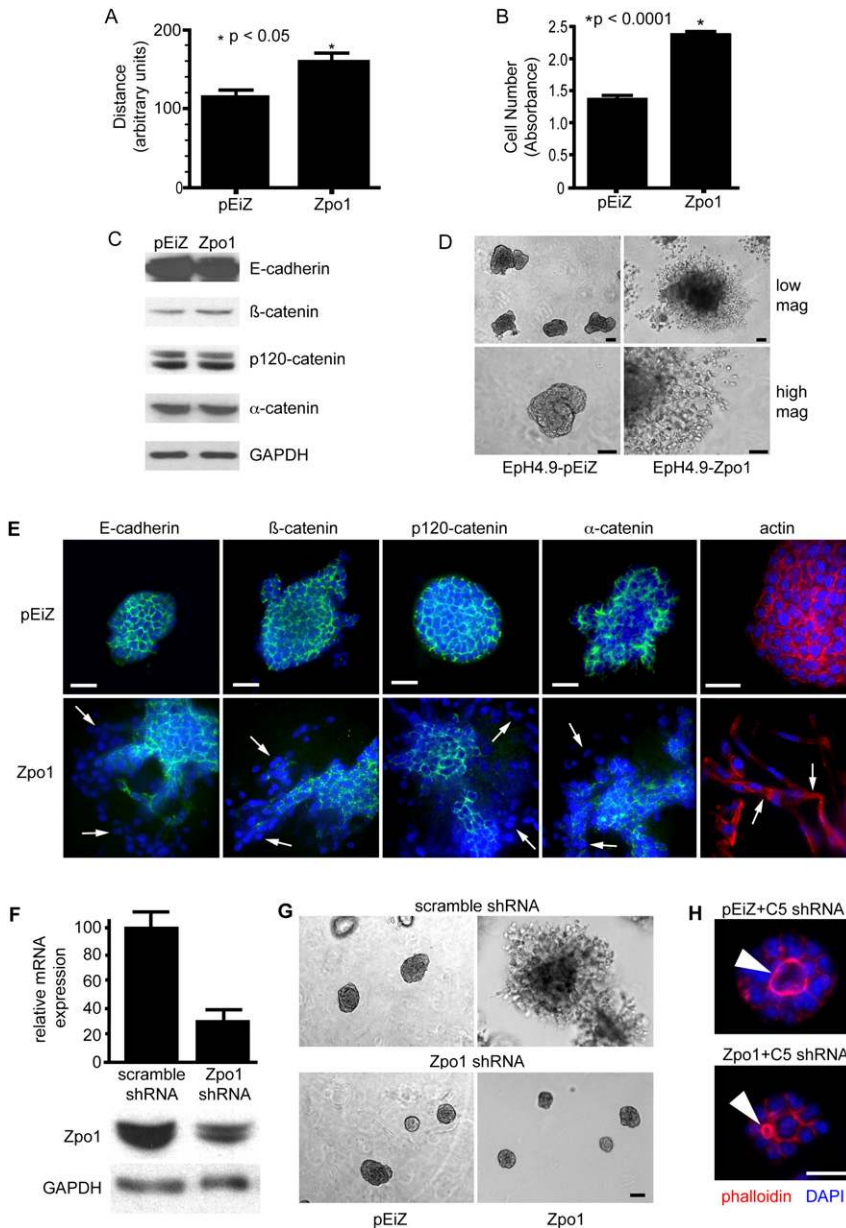 A
Distance
(arbitrary units)
200
100
0
* p < 0.05
*
pEiZ
Zpo1
B
Cell Number
(Absorbance)
2.5
2.0
1.5
1.0
0.5
0
*p < 0.0001
*
pEiZ
Zpo1
C
pEiZ Zpo1
E-cadherin
ß-catenin
p120-catenin
α-catenin
GAPDH
D
low
mag
high
mag
EpH4.9-pEiZ
EpH4.9-Zpo1
E
E-cadherin
ß-catenin
p120-catenin
α-catenin
actin
pEiZ
Zpo1
F
relative mRNA
expression
100
80
60
40
20
0
scramble
shRNA
Zpo1
shRNA
Zpo1
GAPDH
G
scramble shRNA
Zpo1 shRNA
pEiZ
Zpo1
H
pEiZ+C5 shRNA
Zpo1+C5 shRNA
phalloidin DAPI